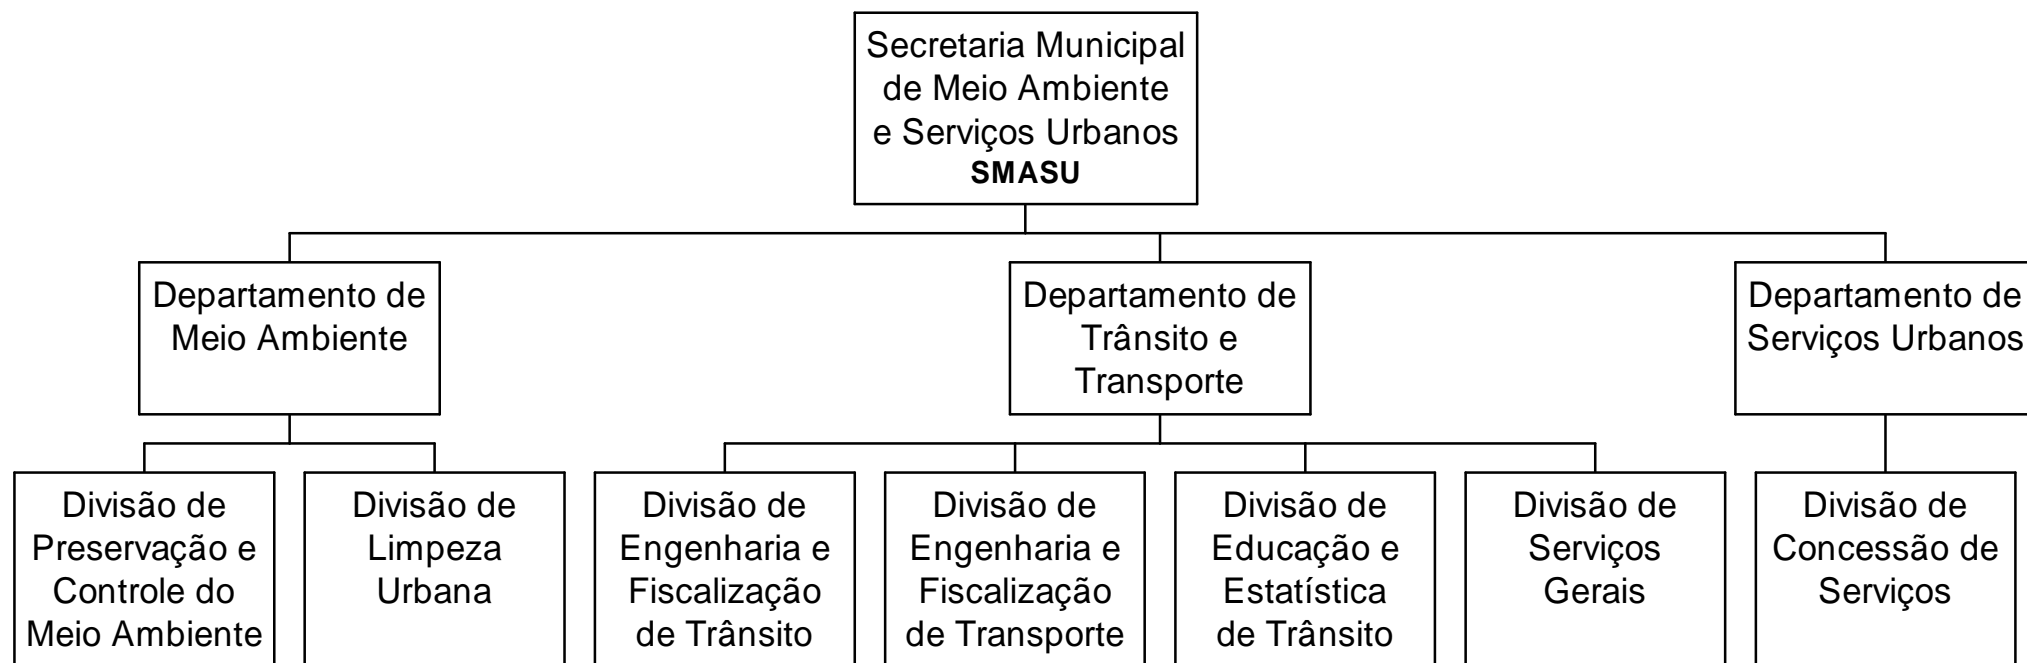 Secretaria Municipal
de Meio Ambiente
e Serviços Urbanos
SMASU
Departamento de
Meio Ambiente
Departamento de
Trânsito e
Transporte
Departamento de
Serviços Urbanos
Divisão de
Preservação e
Controle do
Meio Ambiente
Divisão de
Limpeza
Urbana
Divisão de
Engenharia e
Fiscalização
de Trânsito
Divisão de
Engenharia e
Fiscalização
de Transporte
Divisão de
Educação e
Estatística
de Trânsito
Divisão de
Serviços
Gerais
Divisão de
Concessão de
Serviços